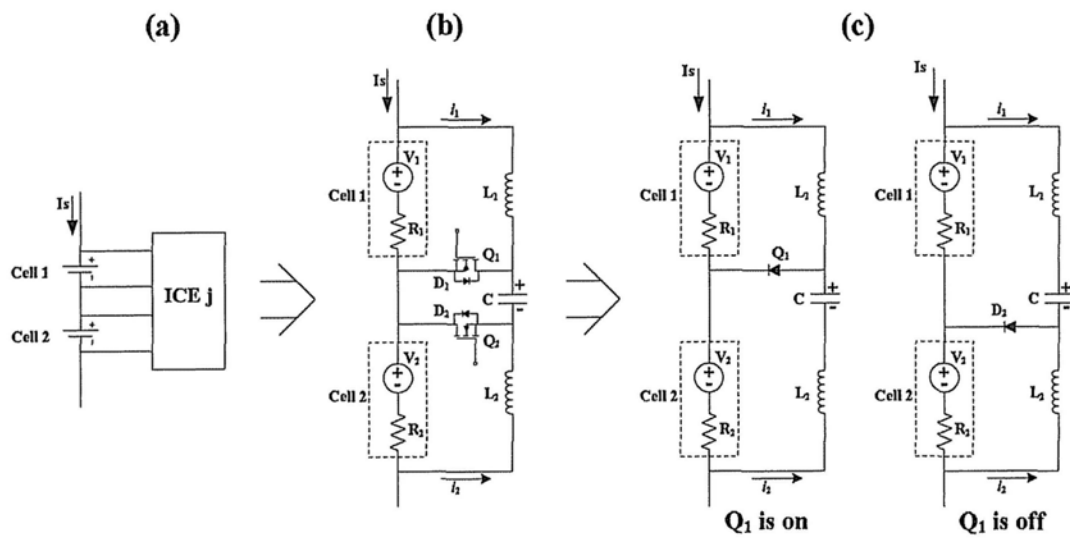 (a)
Is
Cell 1
+
Cell 2
+
ICE j
(b)
Is
i₁
V₁
+
-
Cell 1
R₁
L₂
Q₁
D₁
+
C
-
D₂
Q₂
V₂
+
-
Cell 2
R₂
L₂
i₂
(c)
Is
i₁
V₁
+
-
Cell 1
R₁
L₂
Q₁
+
C
-
V₂
+
-
Cell 2
R₂
L₂
i₂
Q₁ is on
Is
i₁
V₁
+
-
Cell 1
R₁
L₂
+
C
-
D₂
V₂
+
-
Cell 2
R₂
L₂
i₂
Q₁ is off